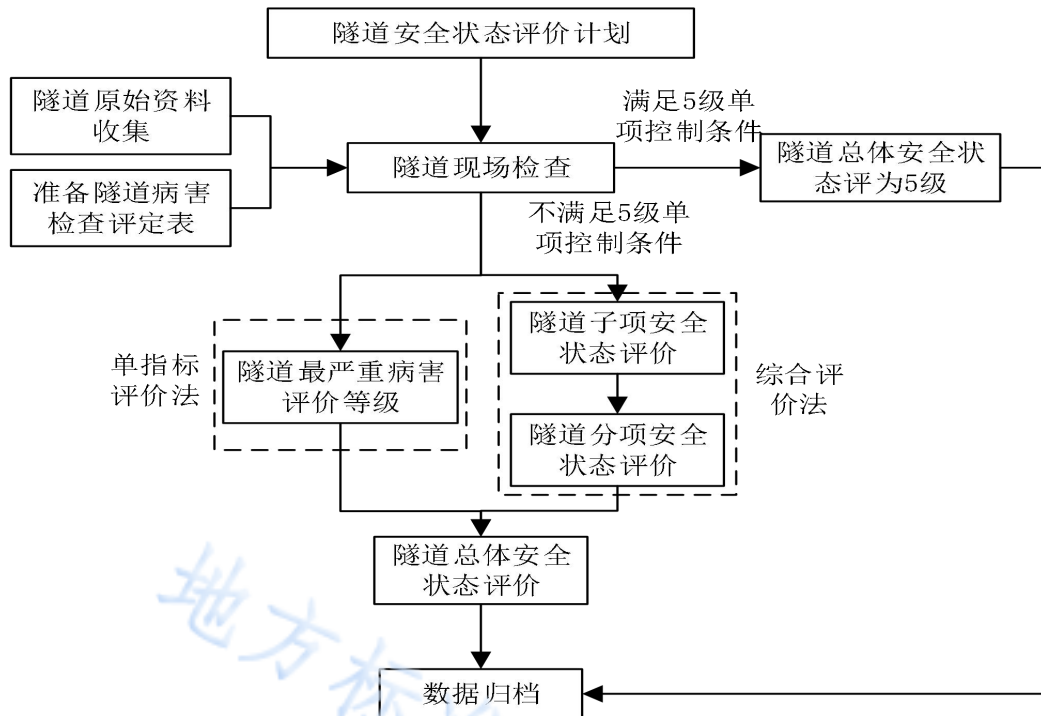 隧道安全状态评价计划
隧道原始资料
收集
准备隧道病害
检查评定表
隧道现场检查
满足5级单
项控制条件
隧道总体安全状
态评为5级
不满足5级单
项控制条件
单指标
评价法
隧道最严重病害
评价等级
隧道子项安全
状态评价
隧道分项安全
状态评价
综合评
价法
隧道总体安全
状态评价
数据归档
地方标